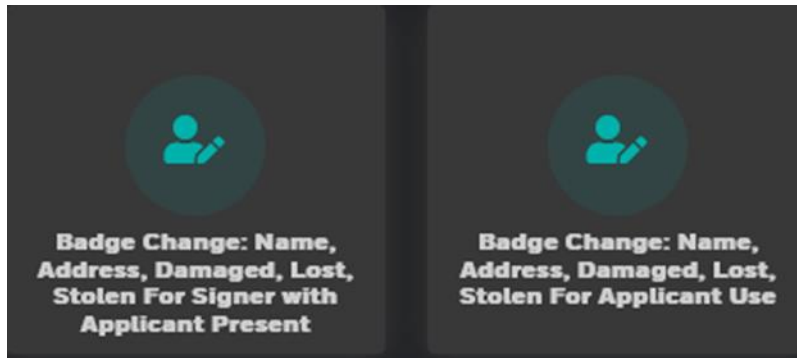 Badge Change: Name,
Address, Damaged, Lost,
Stolen For Signer with
Applicant Present
Badge Change: Name,
Address, Damaged, Lost,
Stolen For Applicant Use